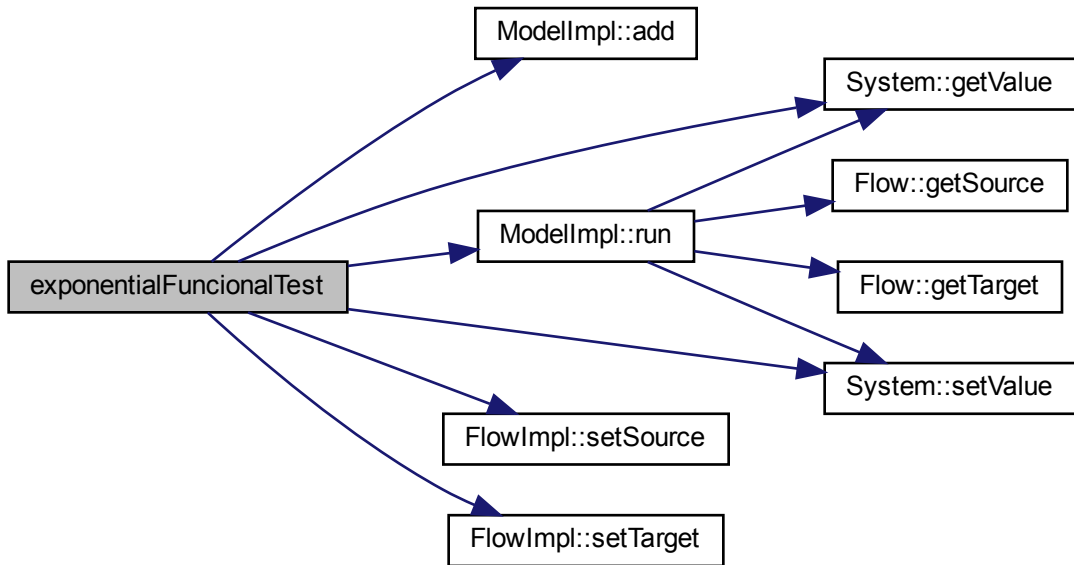 ModelImpl::add
System::getValue
Flow::getSource
ModelImpl::run
exponentialFuncionalTest
Flow::getTarget
System::setValue
FlowImpl::setSource
FlowImpl::setTarget